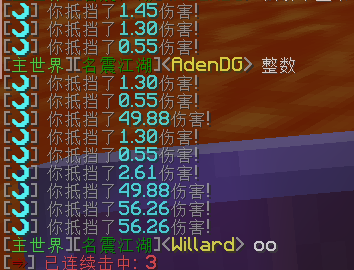 [] 你抵挡了1.45伤害!
[] 你抵挡了1.30伤害!
[] 你抵挡了0.55伤害!
[主世界][名震江湖]<AdenDG> 整数
[] 你抵挡了1.30伤害!
[] 你抵挡了0.55伤害!
[] 你抵挡了49.88伤害!
[] 你抵挡了1.30伤害!
[] 你抵挡了0.55伤害!
[] 你抵挡了2.61伤害!
[] 你抵挡了49.88伤害!
[] 你抵挡了56.26伤害!
[] 你抵挡了56.26伤害!
[主世界][名震江湖]<Willard> oo
[] 已连续击中: 3